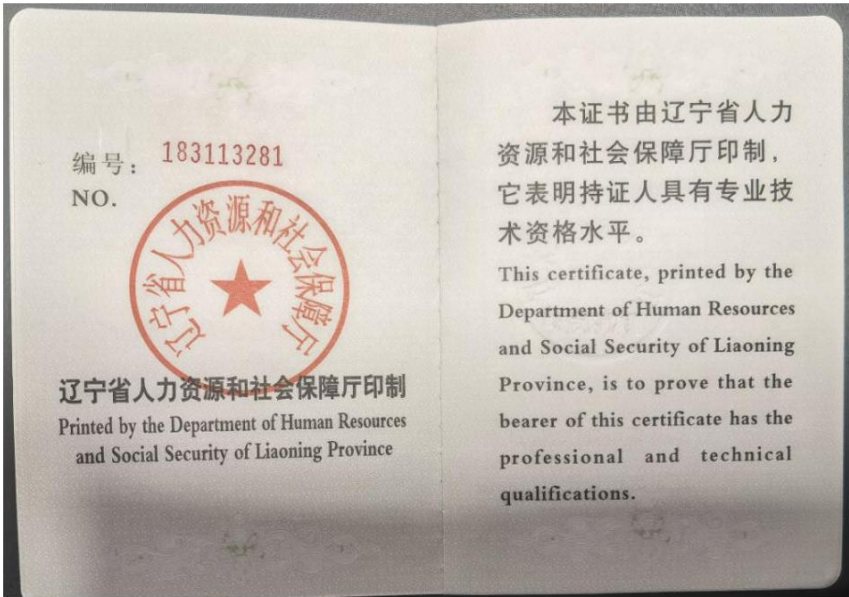 编号： 183113281
NO.
辽宁省人力资源和社会保障厅
辽宁省人力资源和社会保障厅印制
Printed by the Department of Human Resources
and Social Security of Liaoning Province
本证书由辽宁省人力
资源和社会保障厅印制，
它表明持证人具有专业技
术资格水平。
This certificate, printed by the
Department of Human Resources
and Social Security of Liaoning
Province, is to prove that the
bearer of this certificate has the
professional and technical
qualifications.